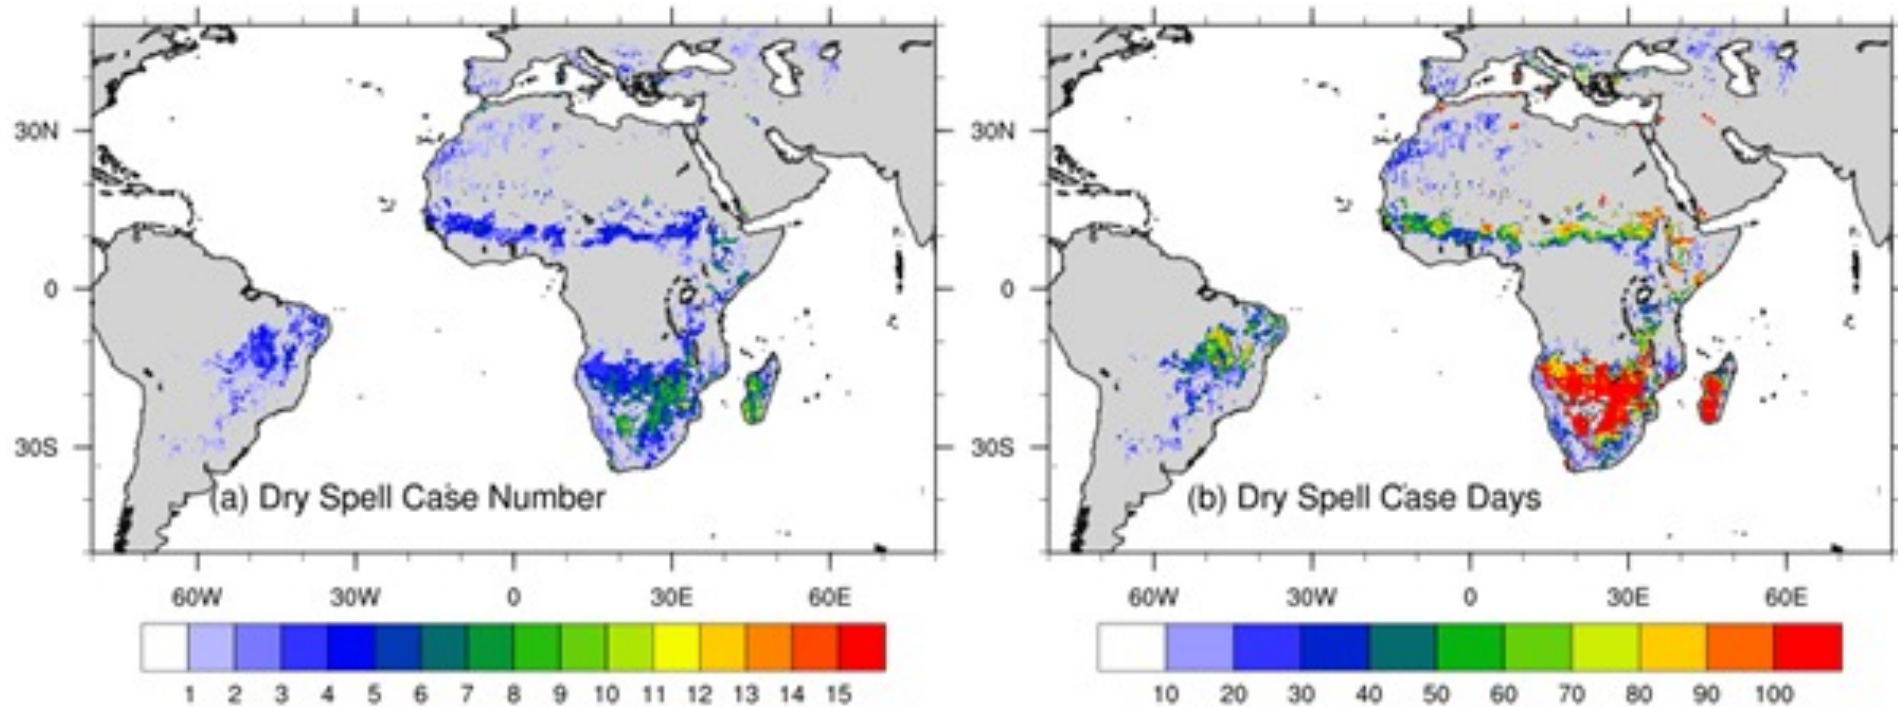 30N
0
30S
(a) Dry Spell Case Number
60W 30W 0 30E 60E
1 2 3 4 5 6 7 8 9 10 11 12 13 14 15
30N
0
30S
(b) Dry Spell Case Days
60W 30W 0 30E 60E
10 20 30 40 50 60 70 80 90 100